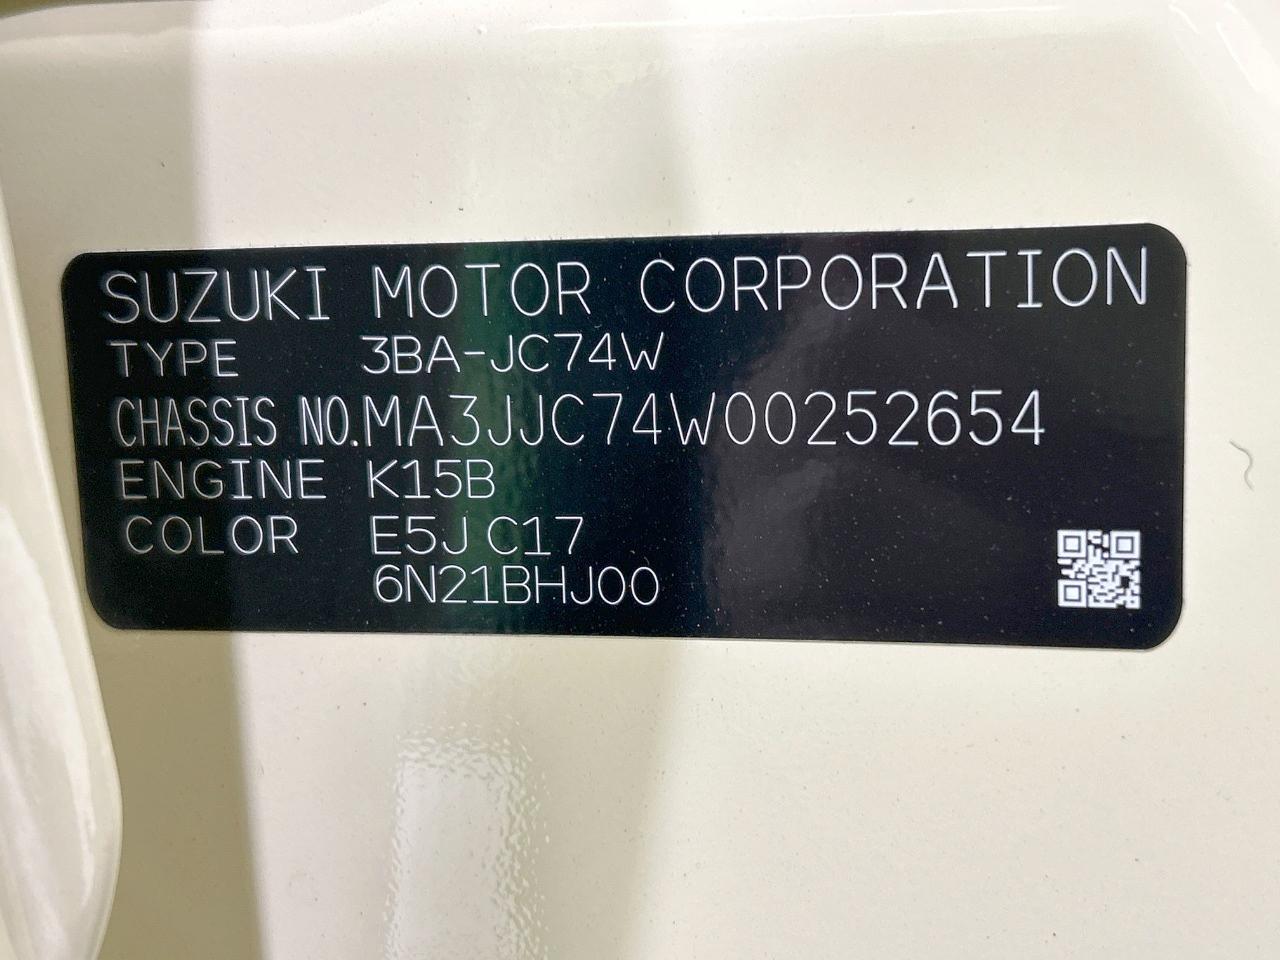 SUZUKI MOTOR CORPORATION
TYPE 3BA-JC74W
CHASSIS NO. MA3JJC74W00252654
ENGINE K15B
COLOR E5J C17
6N21BHJ00